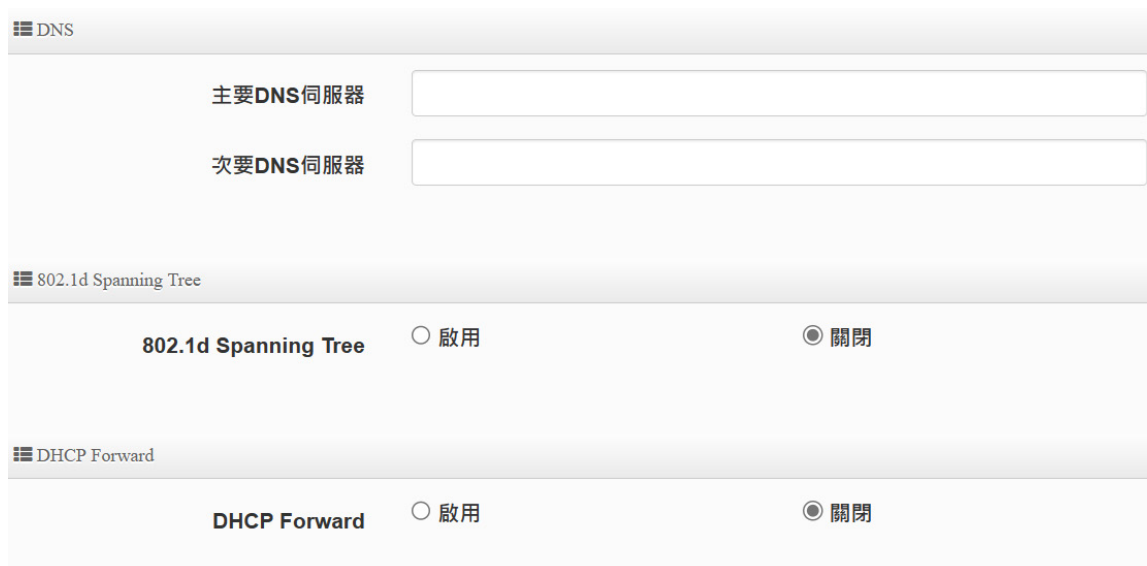 DNS
主要DNS伺服器
次要DNS伺服器
802.1d Spanning Tree
802.1d Spanning Tree 啟用 關閉
DHCP Forward
DHCP Forward 啟用 關閉